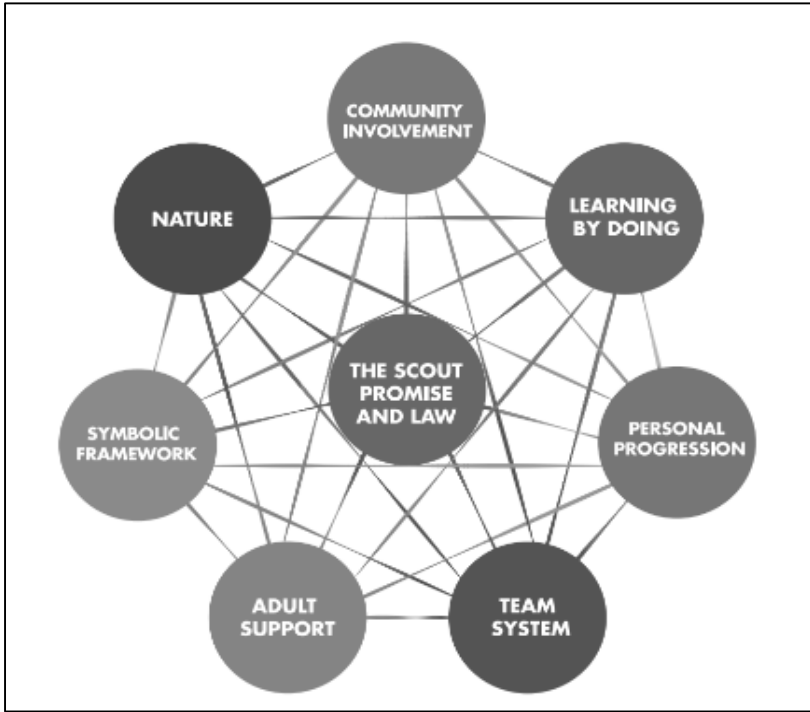 COMMUNITY
INVOLVEMENT
NATURE
LEARNING
BY DOING
THE SCOUT
PROMISE
AND LAW
SYMBOLIC
FRAMEWORK
PERSONAL
PROGRESSION
ADULT
SUPPORT
TEAM
SYSTEM